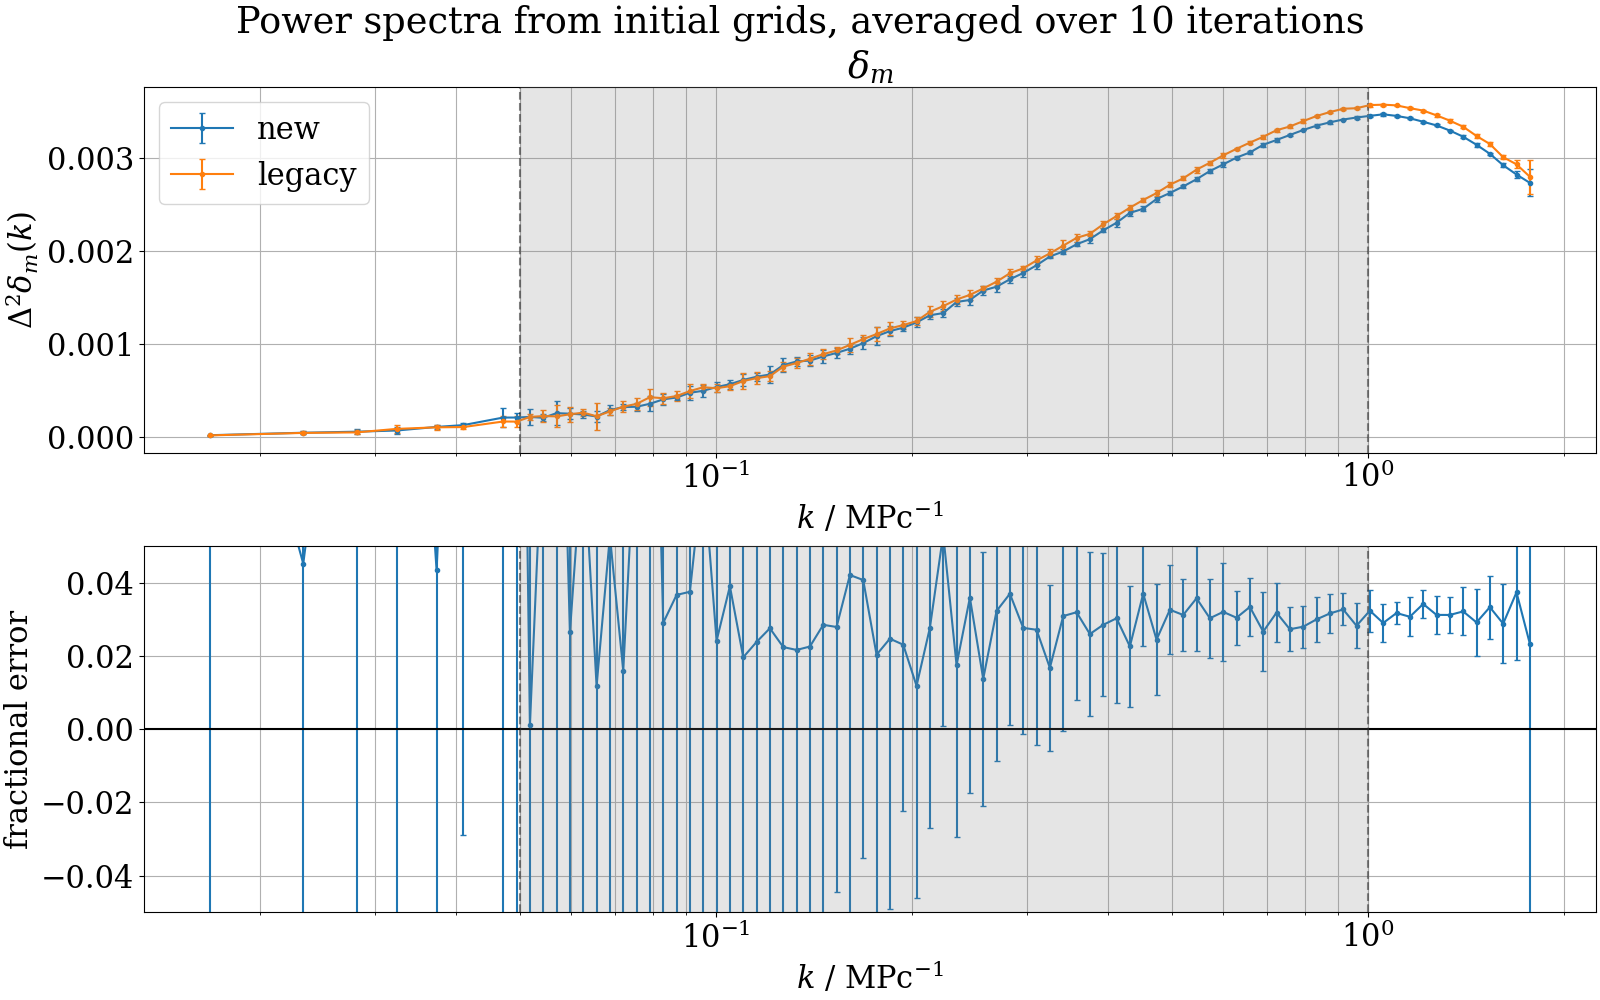 Power spectra from initial grids, averaged over 10 iterations
δₘ
new
legacy
Δ²δₘ(k)
0.003
0.002
0.001
0.000
10⁻¹
10⁰
k / MPc⁻¹
fractional error
0.04
0.02
0.00
−0.02
−0.04
10⁻¹
10⁰
k / MPc⁻¹